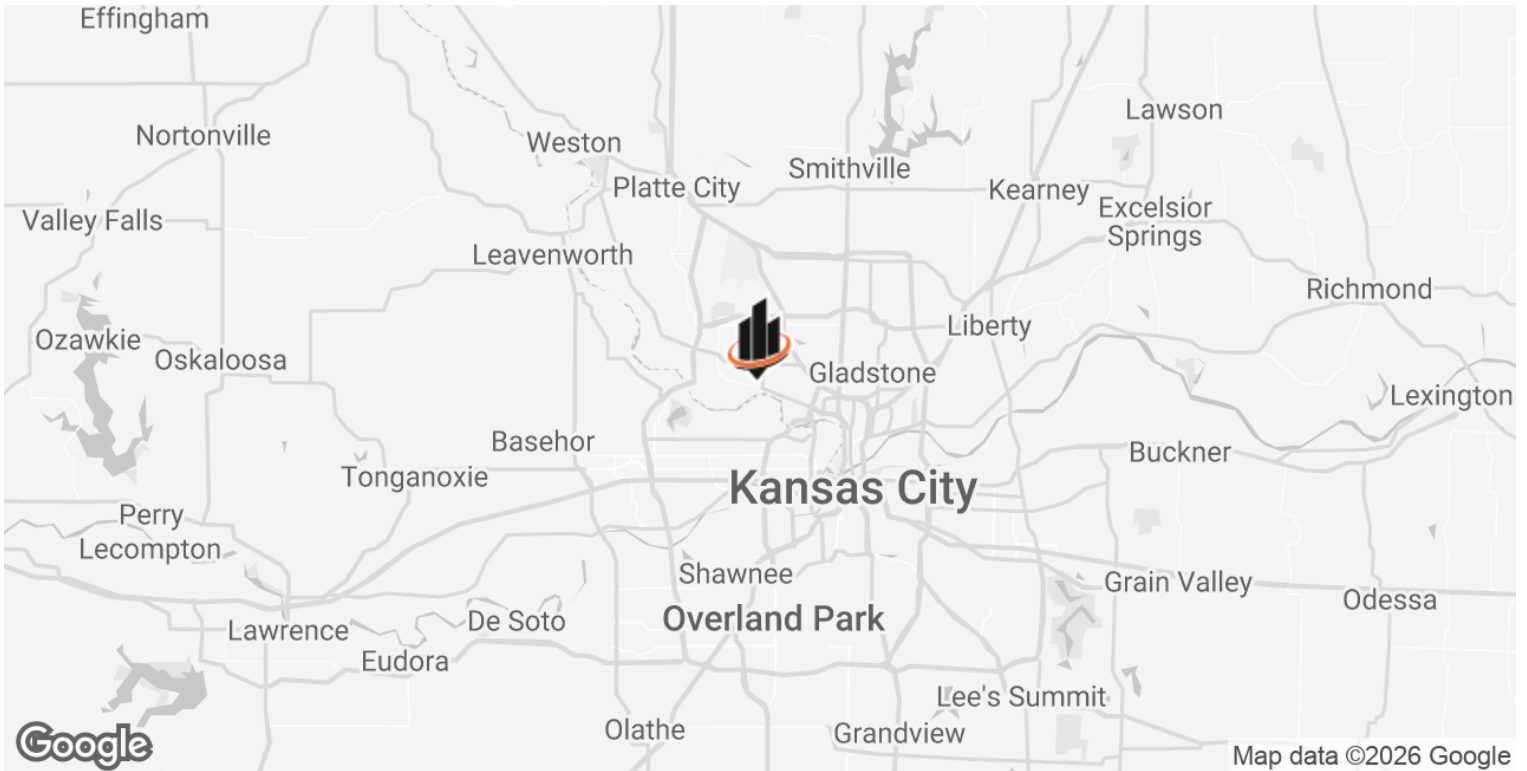 Effingham
Lawson
Nortonville
Weston
Smithville
Platte City
Kearney
Excelsior
Springs
Valley Falls
Leavenworth
Richmond
Liberty
Ozawkie
Oskaloosa
Gladstone
Lexington
Basehor
Buckner
Tonganoxie
Kansas City
Perry
Lecompton
Shawnee
Grain Valley
Odessa
Overland Park
De Soto
Lawrence
Eudora
Lee's Summit
Olathe
Grandview
Google
Map data ©2026 Google